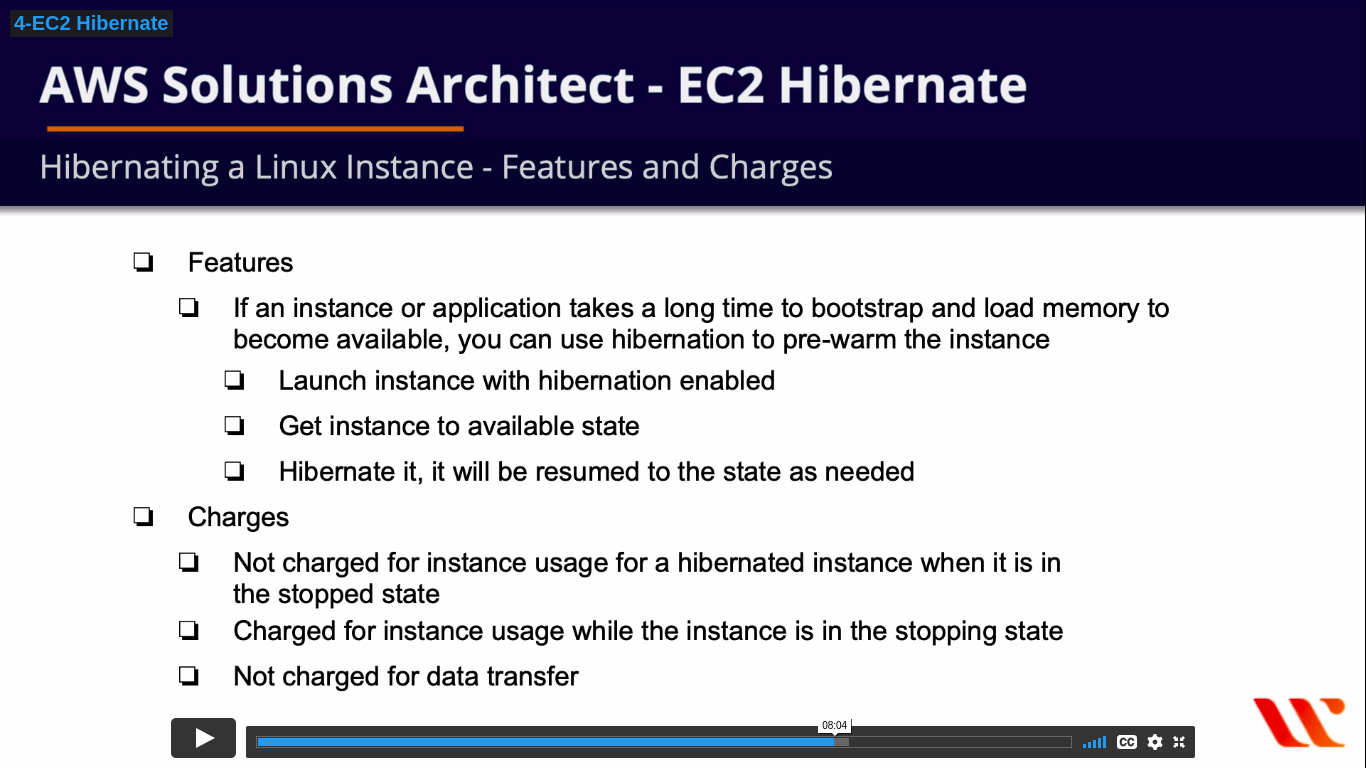 4-EC2 Hibernate
AWS Solutions Architect - EC2 Hibernate
Hibernating a Linux Instance - Features and Charges
Features
If an instance or application takes a long time to bootstrap and load memory to
become available, you can use hibernation to pre-warm the instance
Launch instance with hibernation enabled
Get instance to available state
Hibernate it, it will be resumed to the state as needed
Charges
Not charged for instance usage for a hibernated instance when it is in
the stopped state
Charged for instance usage while the instance is in the stopping state
Not charged for data transfer
08:04
CC